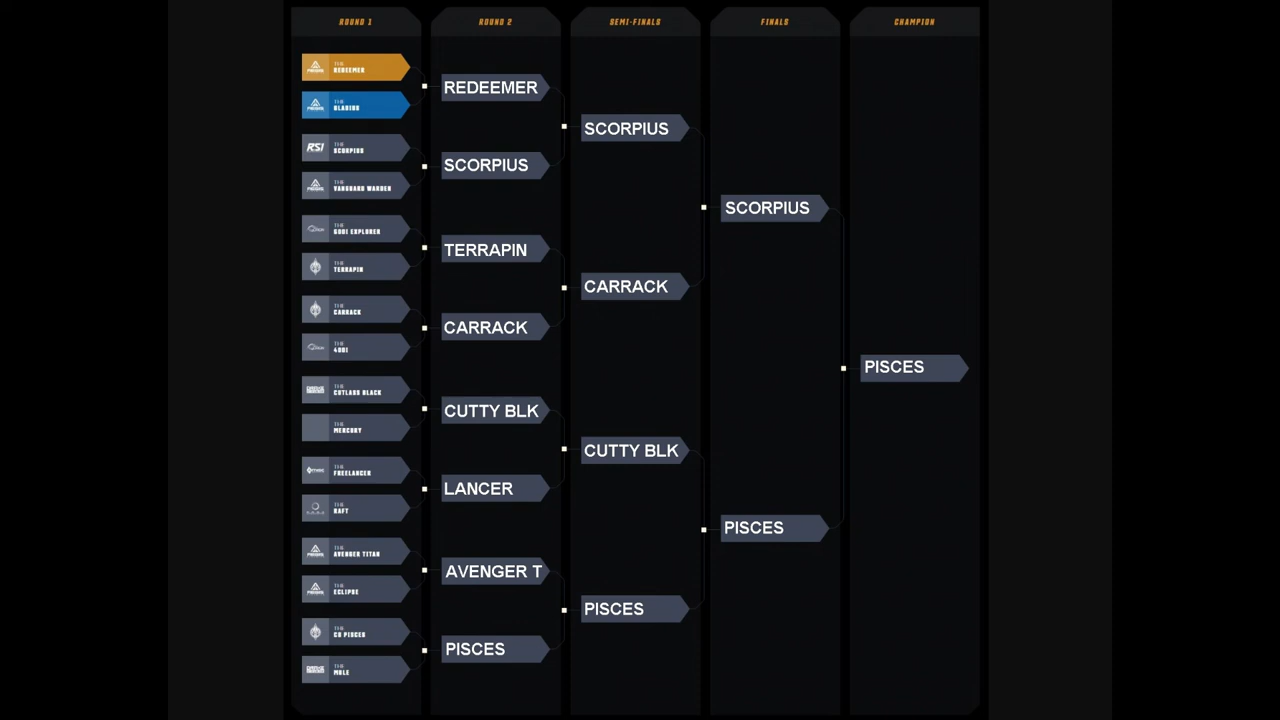 ROUND 1
ROUND 2
SEMI-FINALS
FINALS
CHAMPION
THE
REDEEMER
THE
GLADIUS
RSI
THE
SCORPIUS
THE
VANGUARD WARDEN
THE
600I EXPLORER
THE
TERRAPIN
THE
CARRACK
THE
400I
THE
CUTLASS BLACK
THE
MERCURY
THE
FREELANCER
THE
RAFT
THE
AVENGER TITAN
THE
ECLIPSE
THE
C8 PISCES
THE
MULE
REDEEMER
SCORPIUS
TERRAPIN
CARRACK
CUTTY BLK
LANCER
AVENGER T
PISCES
SCORPIUS
CARRACK
CUTTY BLK
PISCES
SCORPIUS
PISCES
PISCES